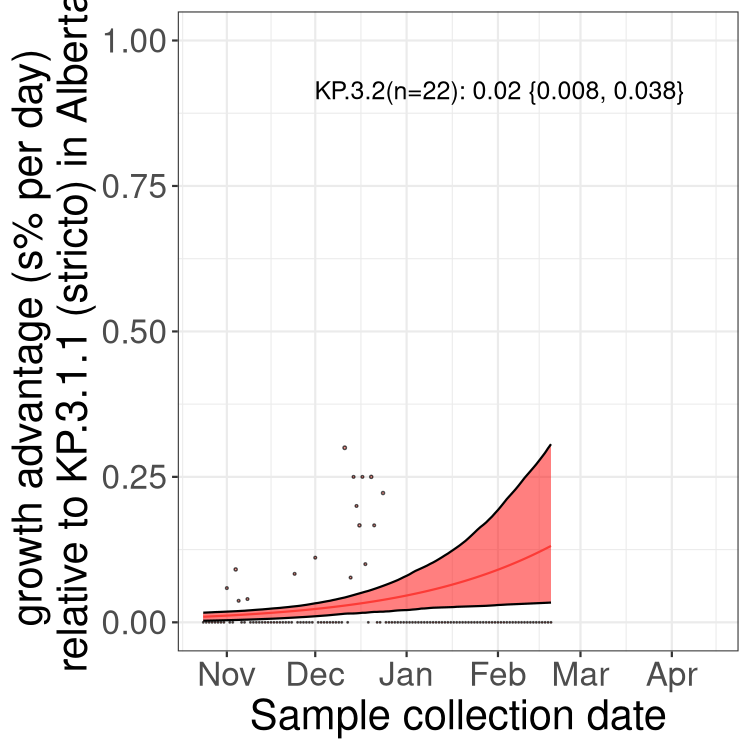 growth advantage (s% per day)
relative to KP.3.1.1 (stricto) in Alberta
1.00
0.75
0.50
0.25
0.00
KP.3.2(n=22): 0.02 {0.008, 0.038}
Nov Dec Jan Feb Mar Apr
Sample collection date